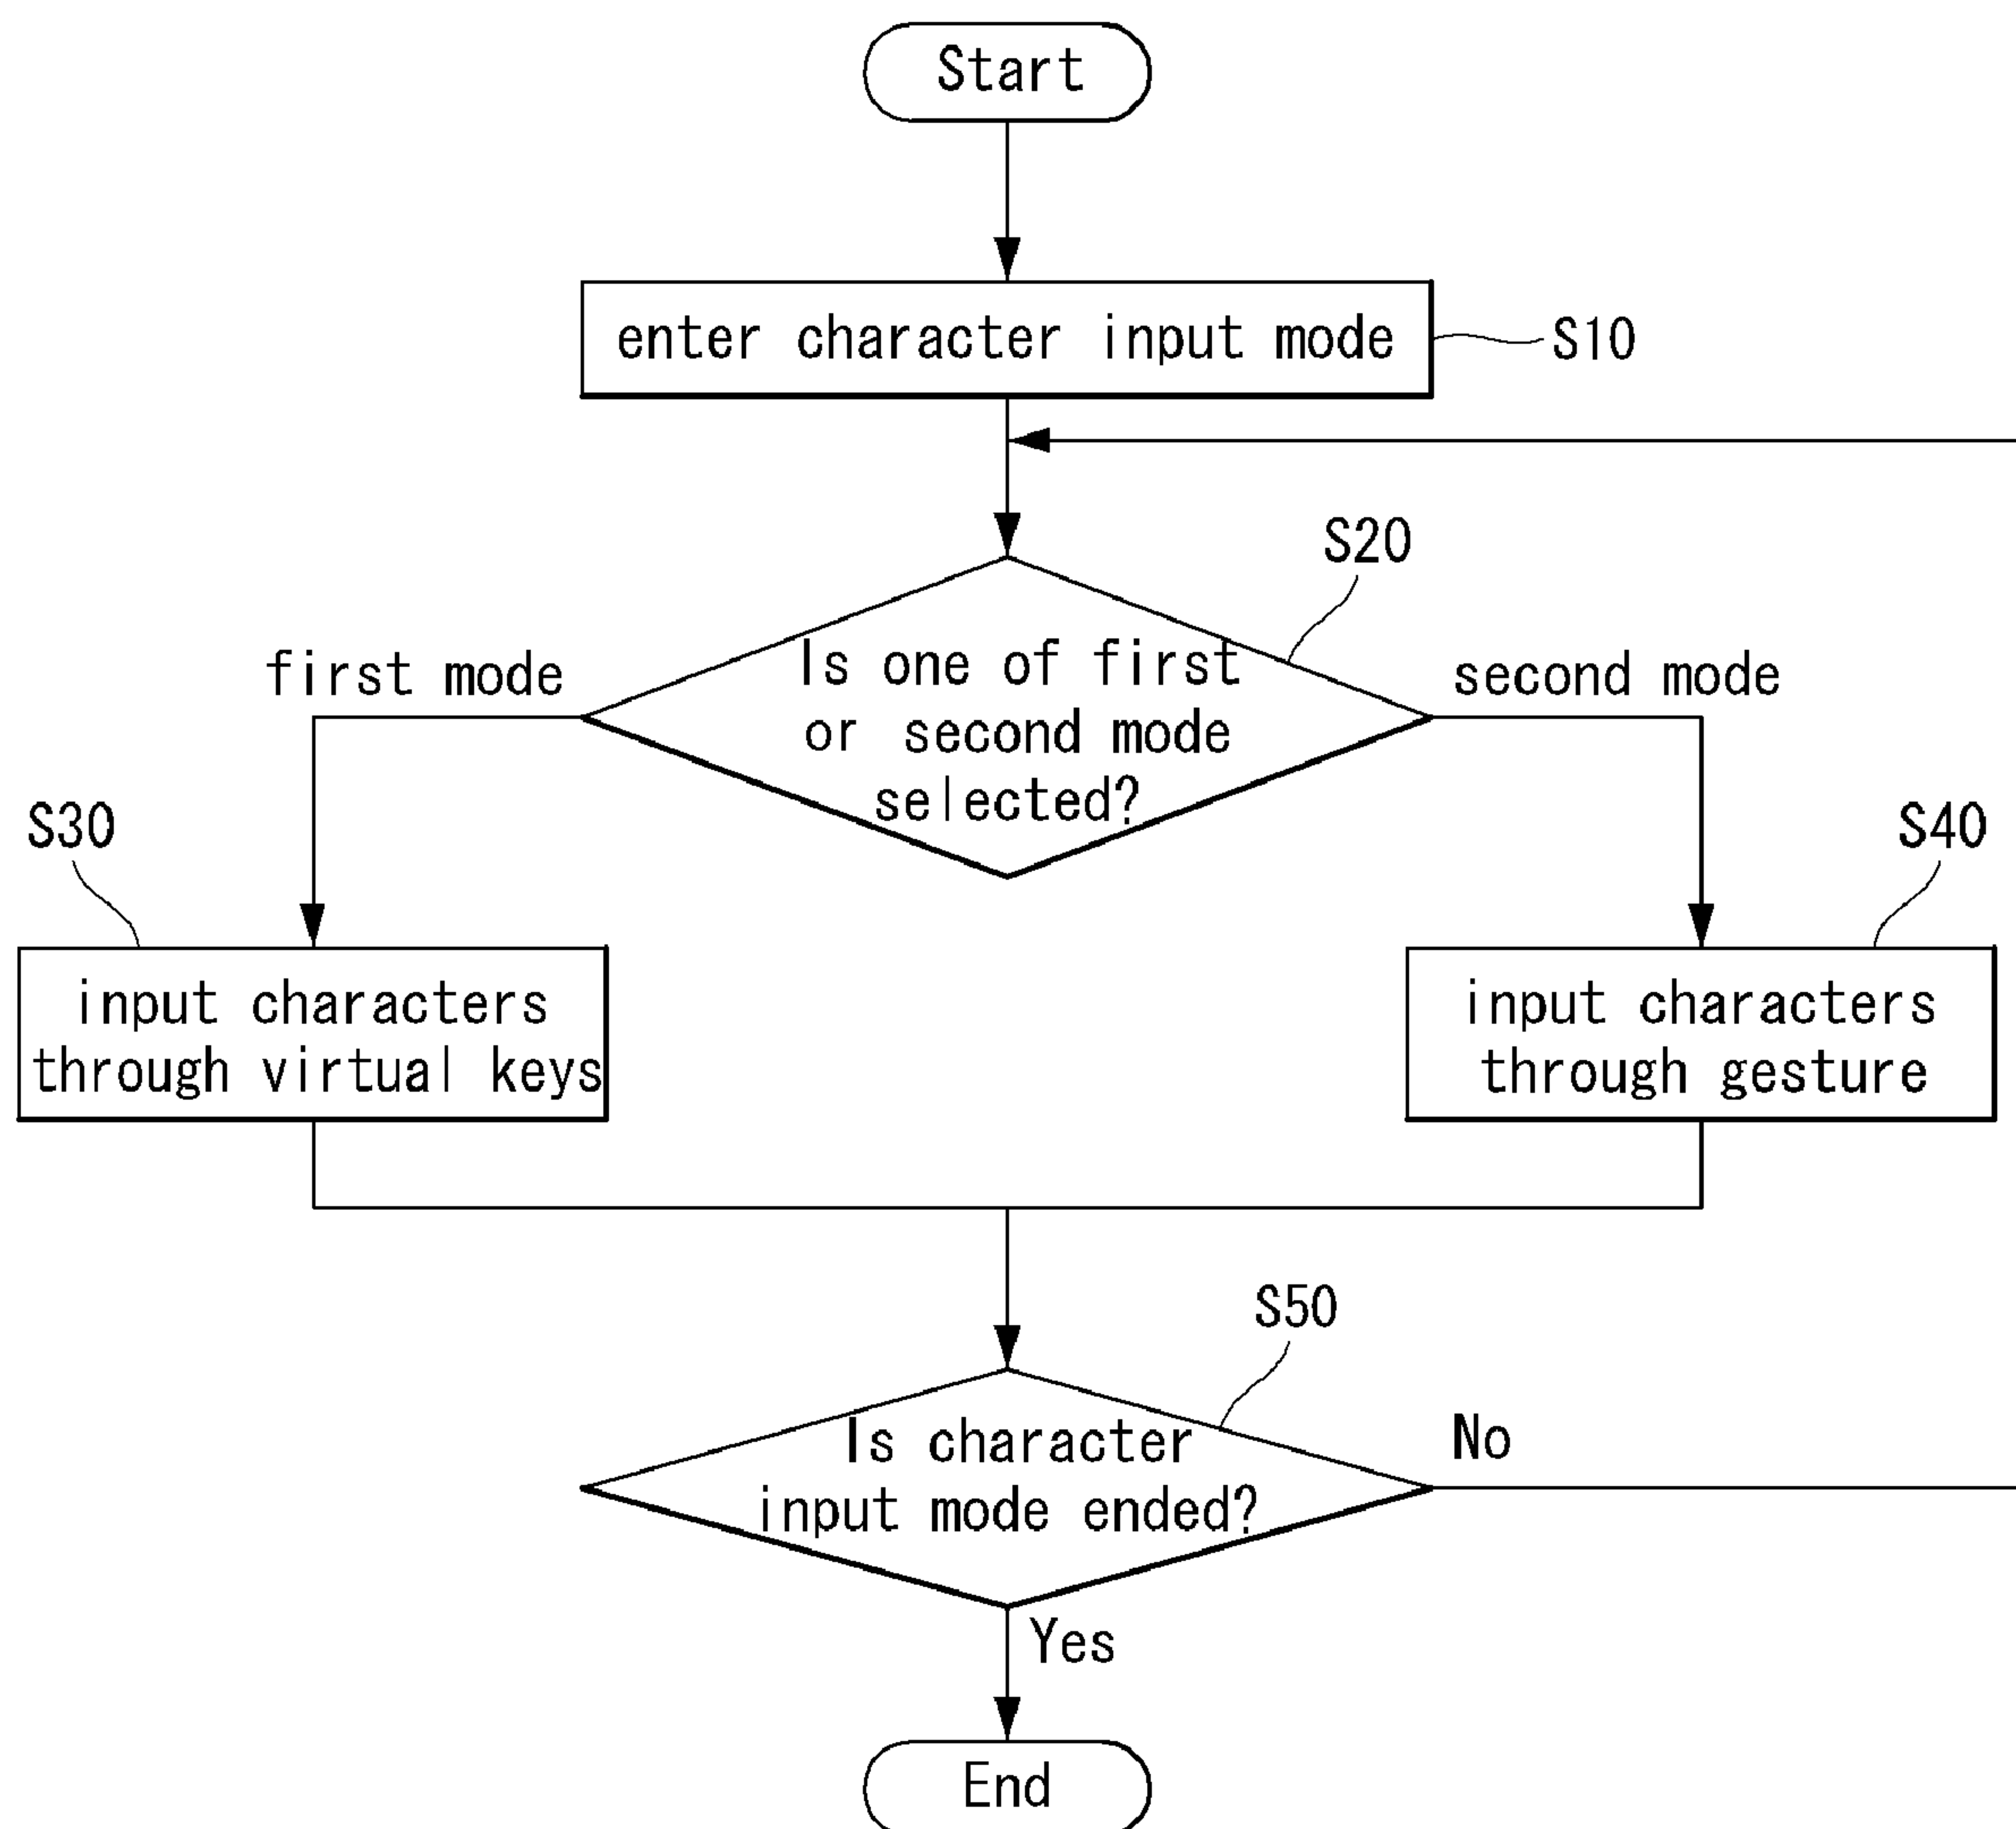 Start
enter character input mode
S10
S20
Is one of first
or second mode
selected?
first mode
second mode
S30
S40
input characters
through virtual keys
input characters
through gesture
S50
Is character
input mode ended?
No
Yes
End